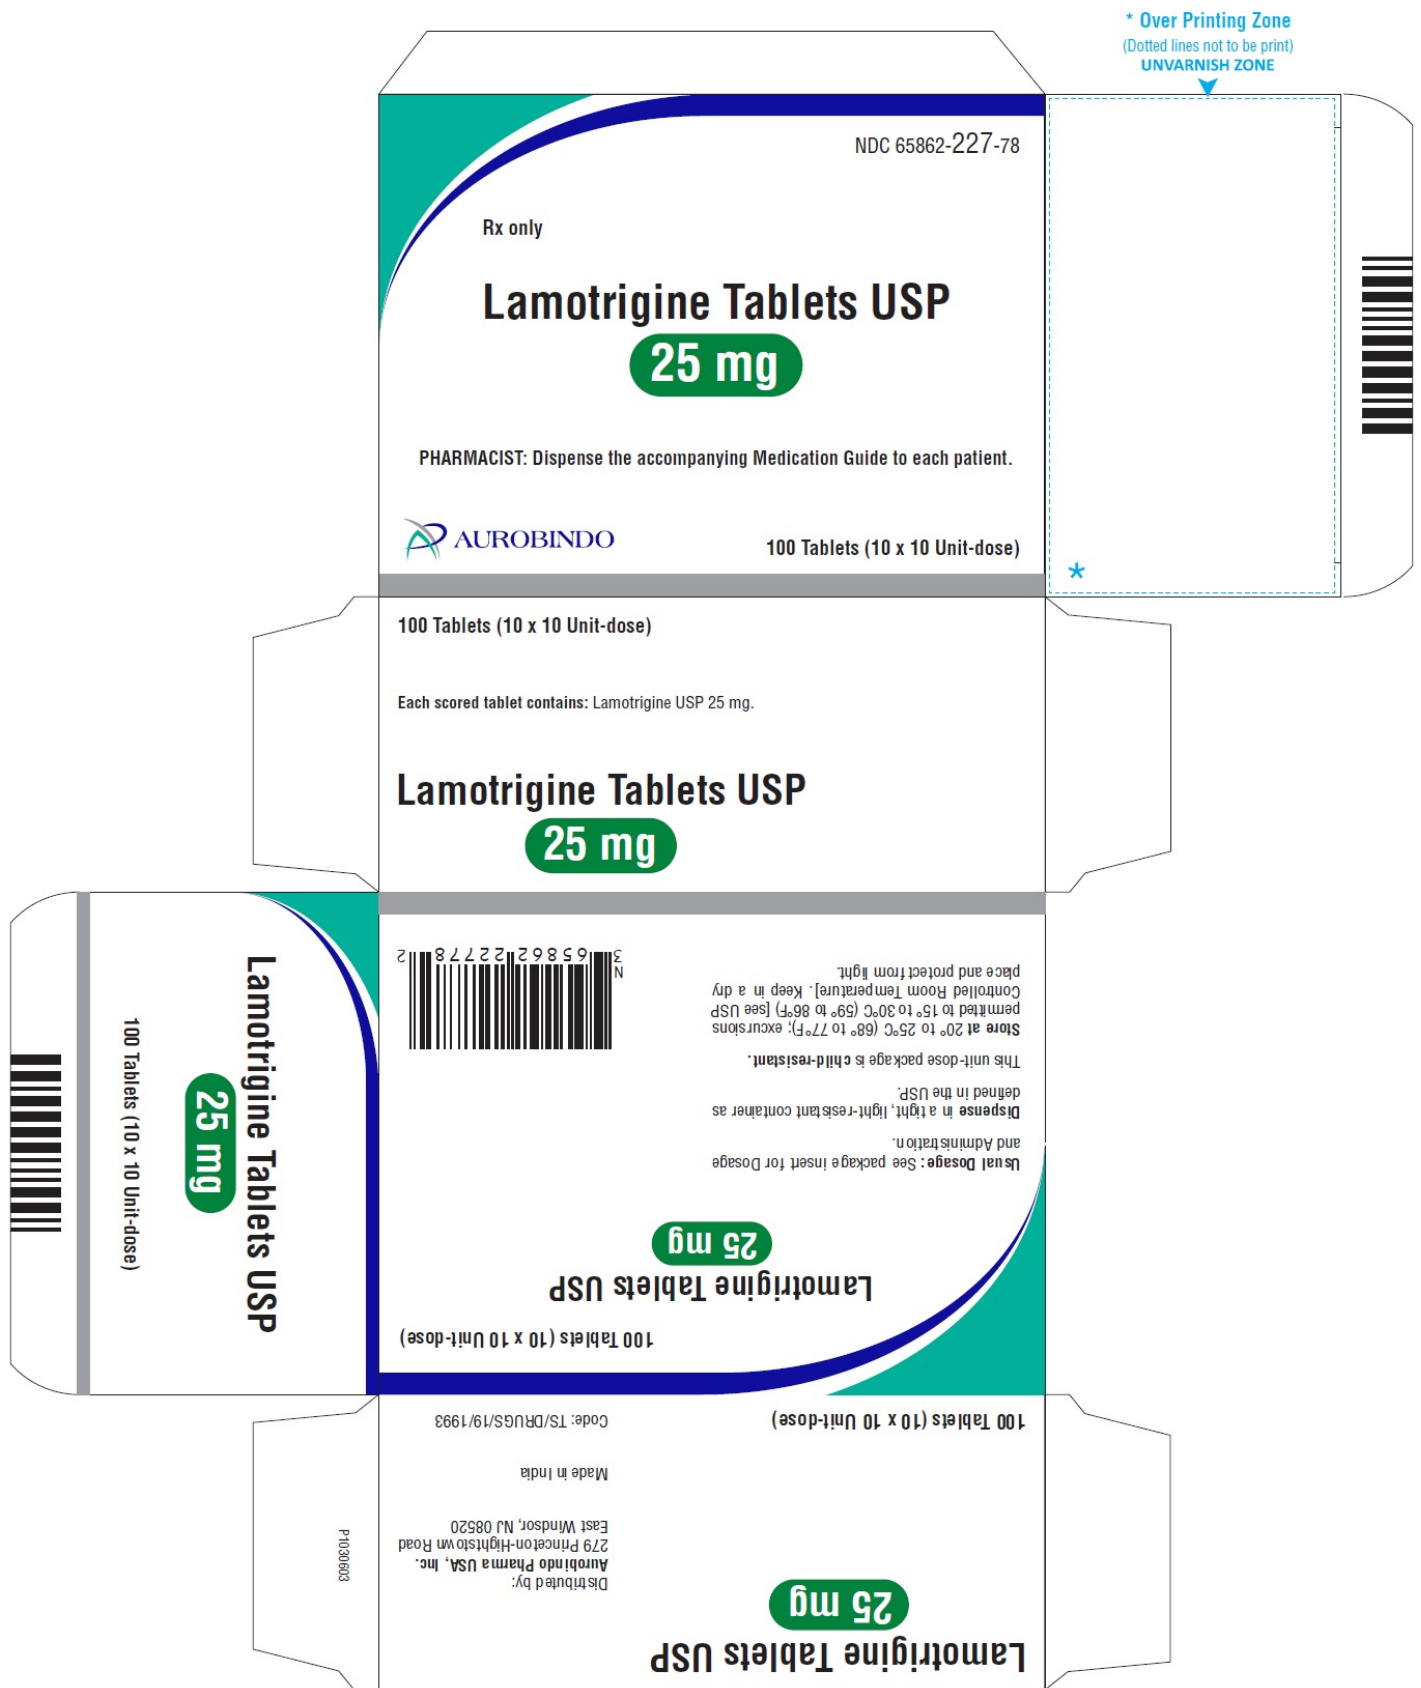 * Over Printing Zone
(Dotted lines not to be print)
UNVARNISH ZONE
NDC 65862-227-78
Rx only
Lamotrigine Tablets USP
25 mg
PHARMACIST: Dispense the accompanying Medication Guide to each patient.
AUROBINDO
100 Tablets (10 x 10 Unit-dose)
*
100 Tablets (10 x 10 Unit-dose)
Each scored tablet contains: Lamotrigine USP 25 mg.
Lamotrigine Tablets USP
25 mg
Lamotrigine Tablets USP
25 mg
100 Tablets (10 x 10 Unit-dose)
100 Tablets (10 x 10 Unit-dose)
Lamotrigine Tablets USP
25 mg
Usual Dosage: See package insert for Dosage
and Administration.
Dispense in a tight, light-resistant container as
defined in the USP.
This unit-dose package is child-resistant.
Store at 20° to 25°C (68° to 77°F); excursions
permitted to 15° to 30°C (59° to 86°F) [see USP
Controlled Room Temperature]. Keep in a dry
place and protect from light.
N
3 65862 22778 2
Lamotrigine Tablets USP
25 mg
100 Tablets (10 x 10 Unit-dose)
Distributed by:
Aurobindo Pharma USA, Inc.
279 Princeton-Hightstown Road
East Windsor, NJ 08520
Made in India
Code: TS/DRUGS/19/1993
P1030603